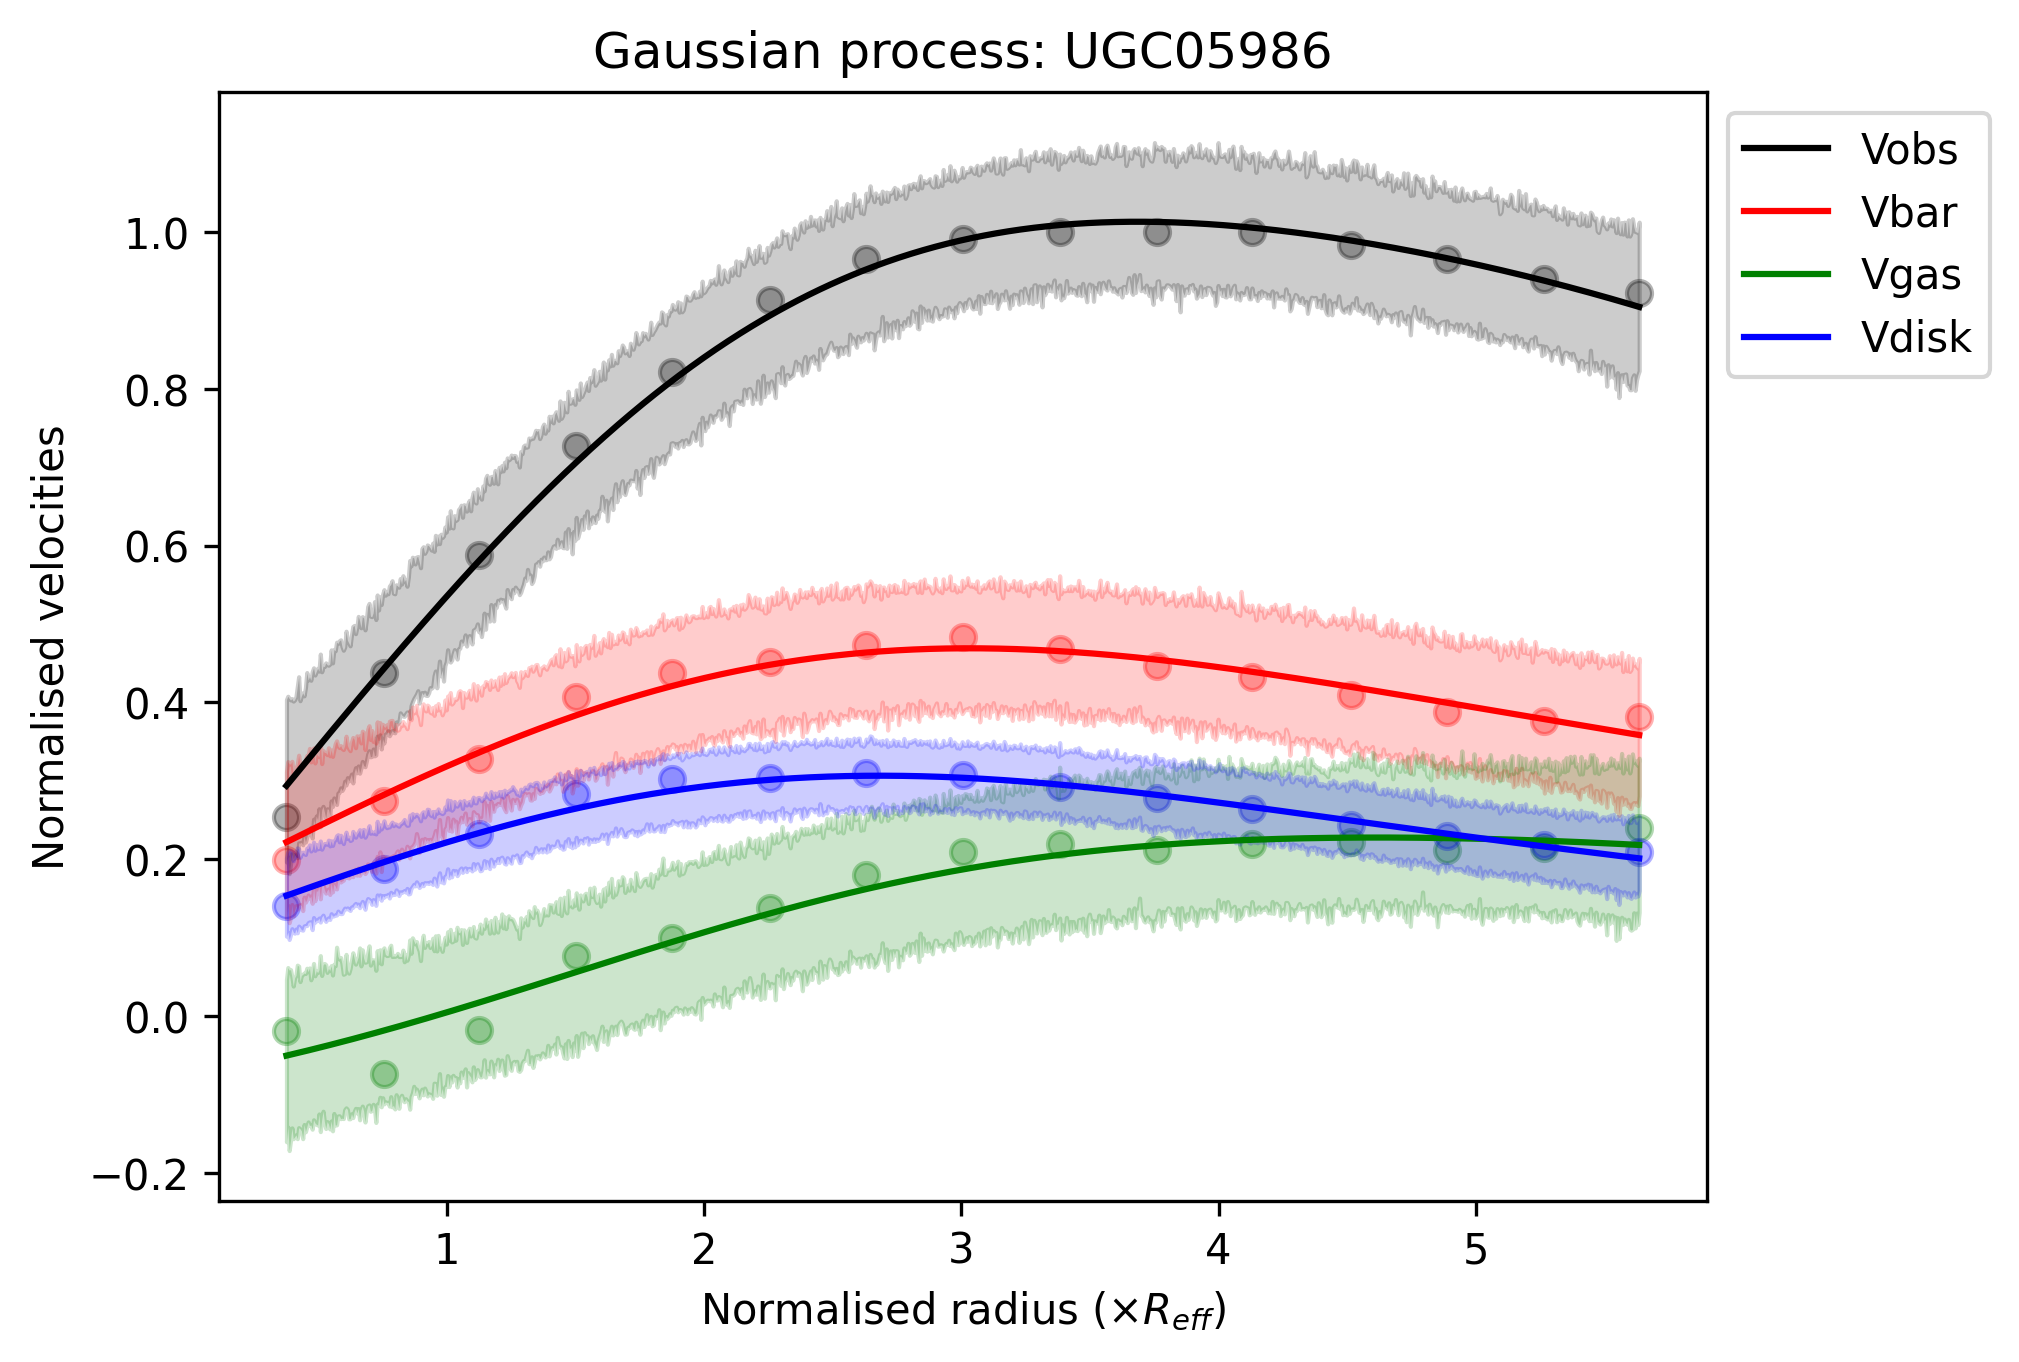 Gaussian process: UGC05986
Vobs
Vbar
Vgas
Vdisk
Normalised velocities
1.0
0.8
0.6
0.4
0.2
0.0
−0.2
1 2 3 4 5
Normalised radius (×R_eff)